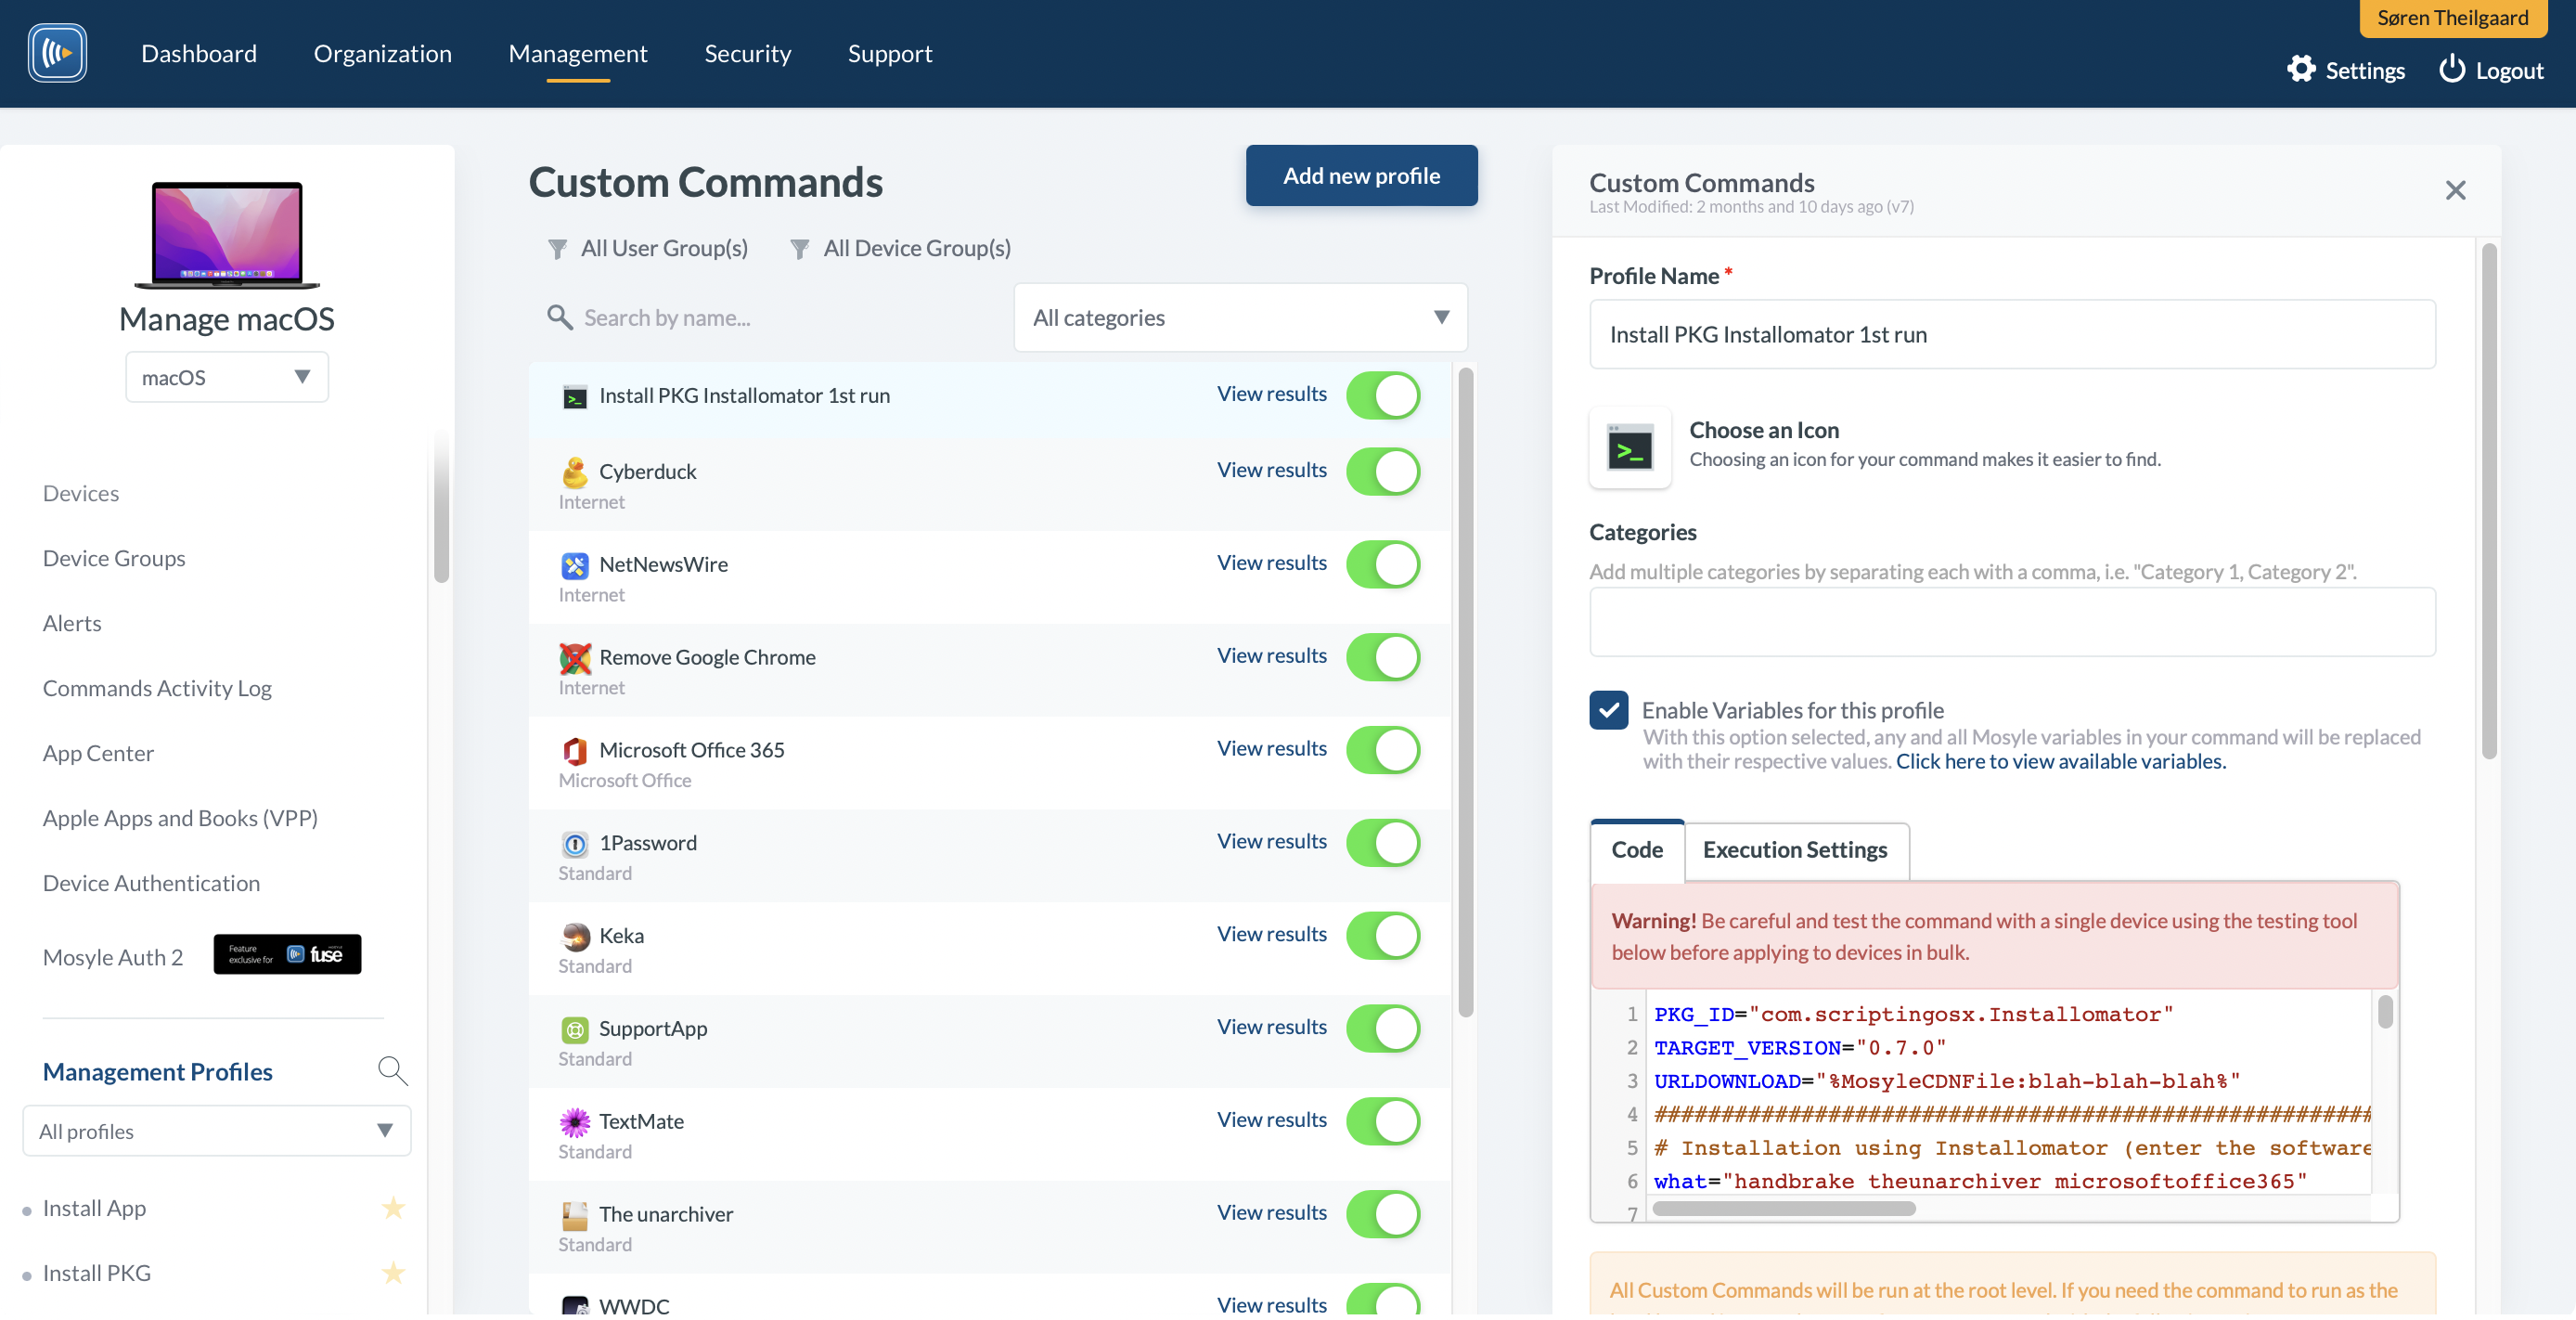 Dashboard
Organization
Management
Security
Support
Søren Theilgaard
Settings
Logout
Manage macOS
macOS
Devices
Device Groups
Alerts
Commands Activity Log
App Center
Apple Apps and Books (VPP)
Device Authentication
Mosyle Auth 2
Feature
exclusive for
fuse
Management Profiles
All profiles
Install App
Install PKG
Custom Commands
Add new profile
All User Group(s)
All Device Group(s)
Search by name...
All categories
Install PKG Installomator 1st run
View results
Cyberduck
View results
Internet
NetNewsWire
View results
Internet
Remove Google Chrome
View results
Internet
Microsoft Office 365
View results
Microsoft Office
1Password
View results
Standard
Keka
View results
Standard
SupportApp
View results
Standard
TextMate
View results
Standard
The unarchiver
View results
Standard
WWDC
View results
Custom Commands
Last Modified: 2 months and 10 days ago (v7)
Profile Name *
Install PKG Installomator 1st run
Choose an Icon
Choosing an icon for your command makes it easier to find.
Categories
Add multiple categories by separating each with a comma, i.e. "Category 1, Category 2".
Enable Variables for this profile
With this option selected, any and all Mosyle variables in your command will be replaced
with their respective values. Click here to view available variables.
Code
Execution Settings
Warning! Be careful and test the command with a single device using the testing tool
below before applying to devices in bulk.
1 PKG_ID="com.scriptingosx.Installomator"
2 TARGET_VERSION="0.7.0"
3 URLDOWNLOAD="%MosyleCDNFile:blah-blah-blah%"
4 ######################################################
5 # Installation using Installomator (enter the software
6 what="handbrake theunarchiver microsoftoffice365"
7
All Custom Commands will be run at the root level. If you need the command to run as the